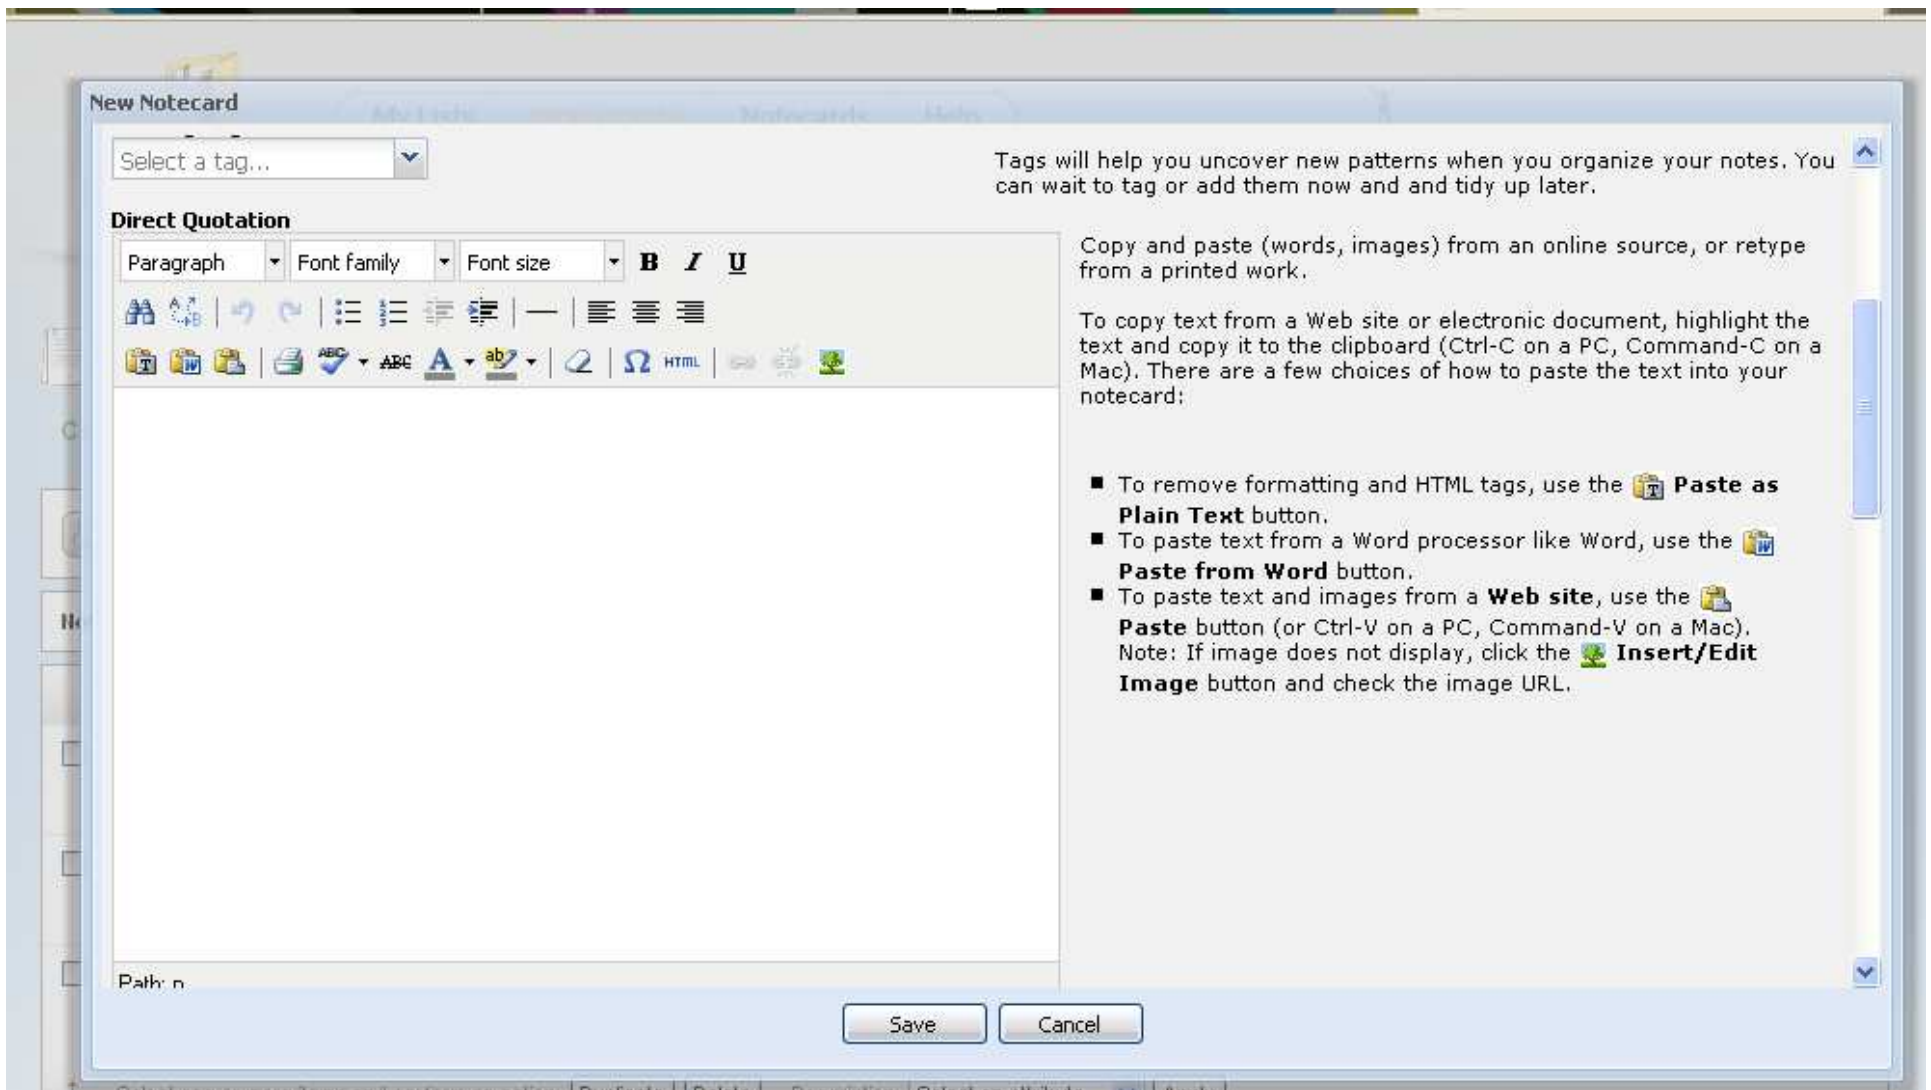 New Notecard
My Lists Notecards Help
Select a tag...
Tags will help you uncover new patterns when you organize your notes. You
can wait to tag or add them now and and tidy up later.
Direct Quotation
Paragraph Font family Font size B I U
Copy and paste (words, images) from an online source, or retype
from a printed work.
To copy text from a Web site or electronic document, highlight the
text and copy it to the clipboard (Ctrl-C on a PC, Command-C on a
Mac). There are a few choices of how to paste the text into your
notecard:
ABC ABC A ab Ω HTML
■ To remove formatting and HTML tags, use the Paste as
Plain Text button.
■ To paste text from a Word processor like Word, use the
Paste from Word button.
■ To paste text and images from a Web site, use the
Paste button (or Ctrl-V on a PC, Command-V on a Mac).
Note: If image does not display, click the Insert/Edit
Image button and check the image URL.
Path: p
Save Cancel